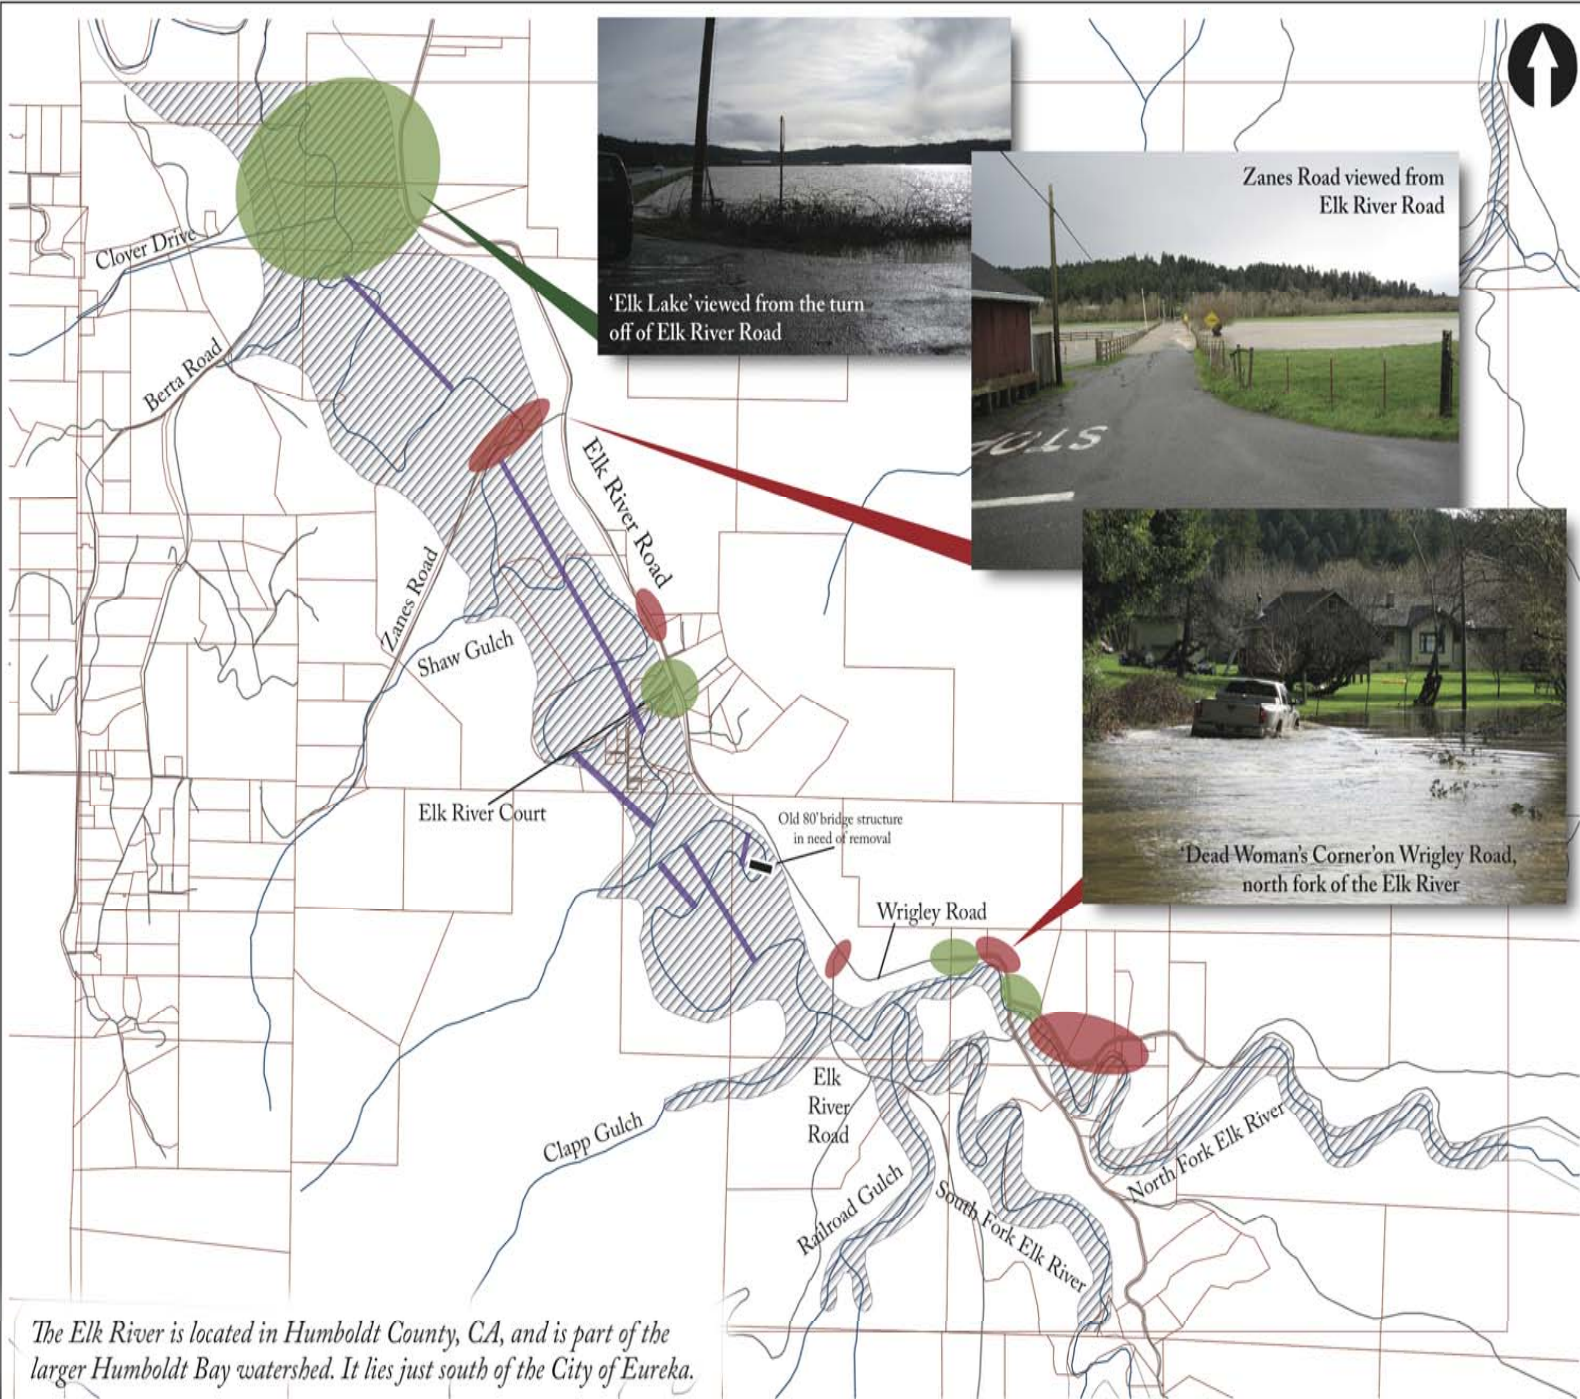 Zanes Road viewed from
Elk River Road
Clover Drive
'Elk Lake' viewed from the turn
off of Elk River Road
Berta Road
STOP
Elk River Road
Zanes Road
Shaw Gulch
Elk River Court
Old 80' bridge structure
in need of removal
'Dead Woman's Corner' on Wrigley Road,
north fork of the Elk River
Wrigley Road
Elk
River
Road
Clapp Gulch
North Fork Elk River
Railroad Gulch
South Fork Elk River
The Elk River is located in Humboldt County, CA, and is part of the
larger Humboldt Bay watershed. It lies just south of the City of Eureka.